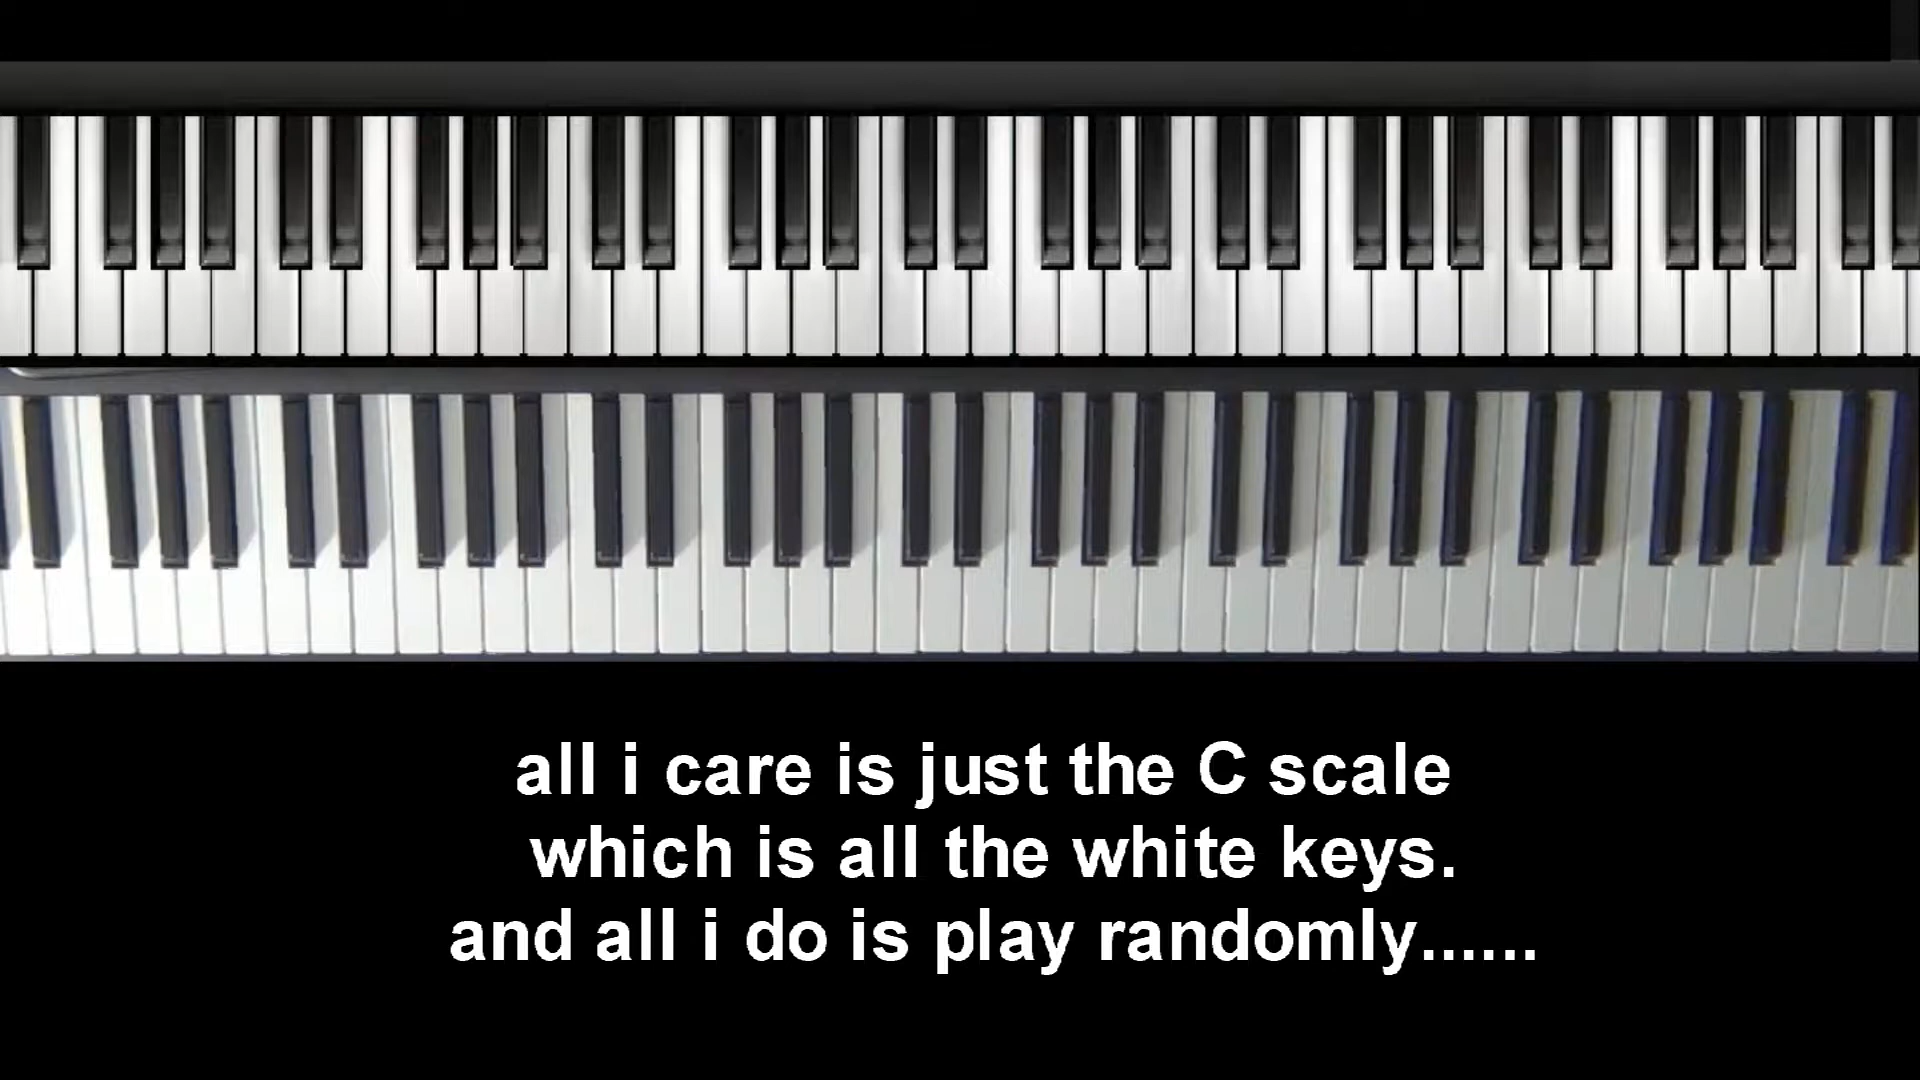 all i care is just the C scale
which is all the white keys.
and all i do is play randomly......